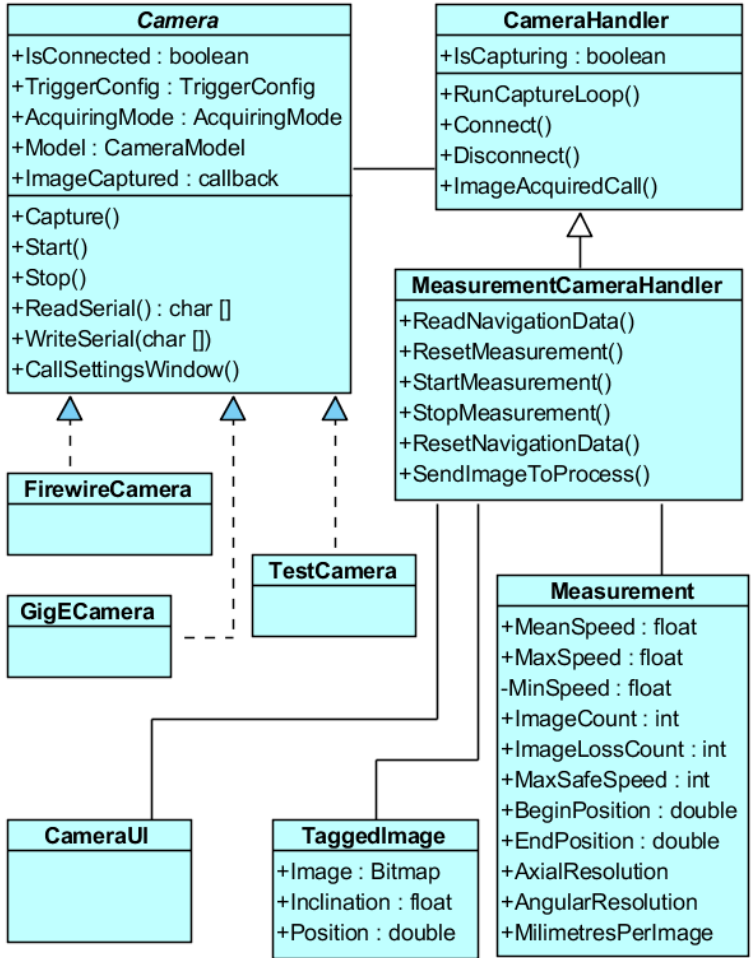 Camera
+IsConnected : boolean
+TriggerConfig : TriggerConfig
+AcquiringMode : AcquiringMode
+Model : CameraModel
+ImageCaptured : callback
+Capture()
+Start()
+Stop()
+ReadSerial() : char []
+WriteSerial(char [])
+CallSettingsWindow()
CameraHandler
+IsCapturing : boolean
+RunCaptureLoop()
+Connect()
+Disconnect()
+ImageAcquiredCall()
MeasurementCameraHandler
+ReadNavigationData()
+ResetMeasurement()
+StartMeasurement()
+StopMeasurement()
+ResetNavigationData()
+SendImageToProcess()
FirewireCamera
TestCamera
GigECamera
Measurement
+MeanSpeed : float
+MaxSpeed : float
-MinSpeed : float
+ImageCount : int
+ImageLossCount : int
+MaxSafeSpeed : int
+BeginPosition : double
+EndPosition : double
+AxialResolution
+AngularResolution
+MilimetresPerImage
CameraUI
TaggedImage
+Image : Bitmap
+Inclination : float
+Position : double